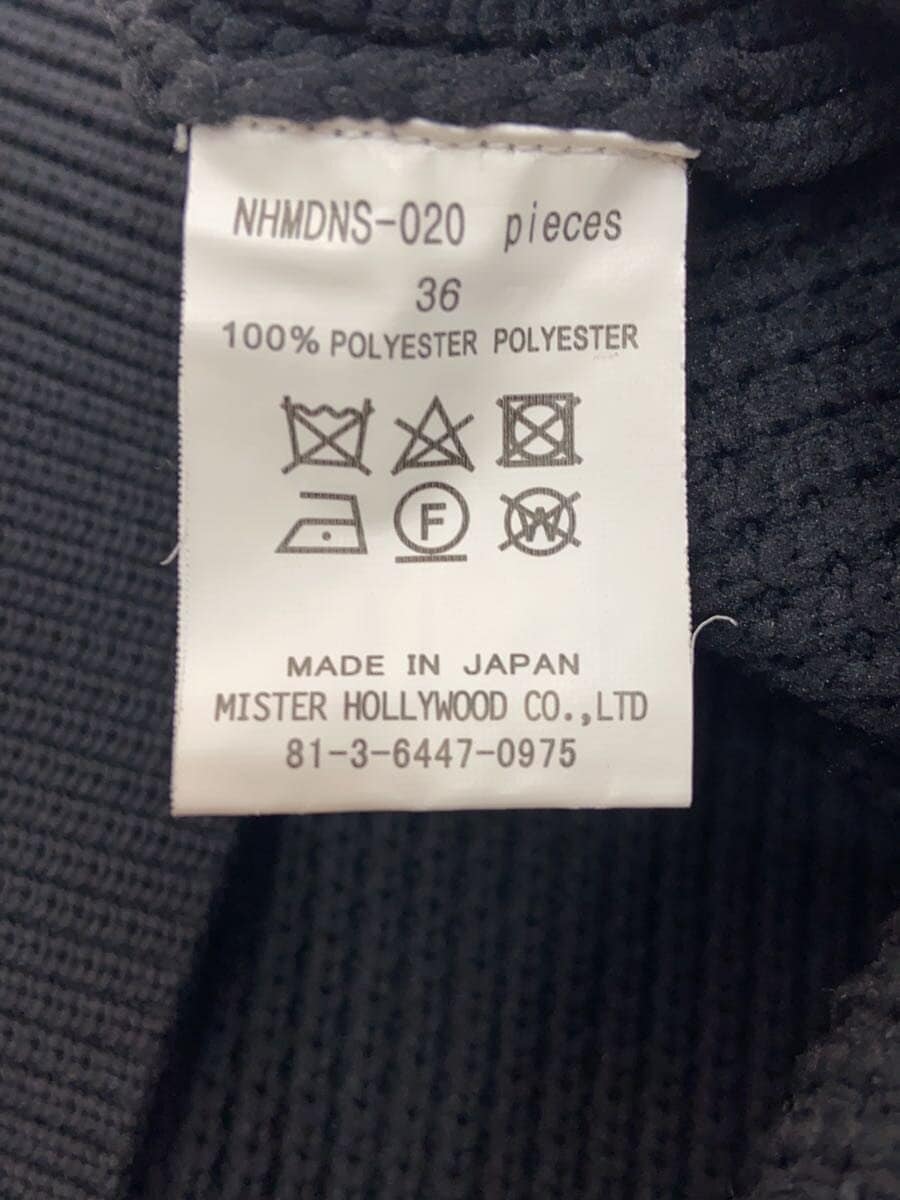 NHMDNS-020 pieces
36
100% POLYESTER POLYESTER
F W
MADE IN JAPAN
MISTER HOLLYWOOD CO.,LTD
81-3-6447-0975